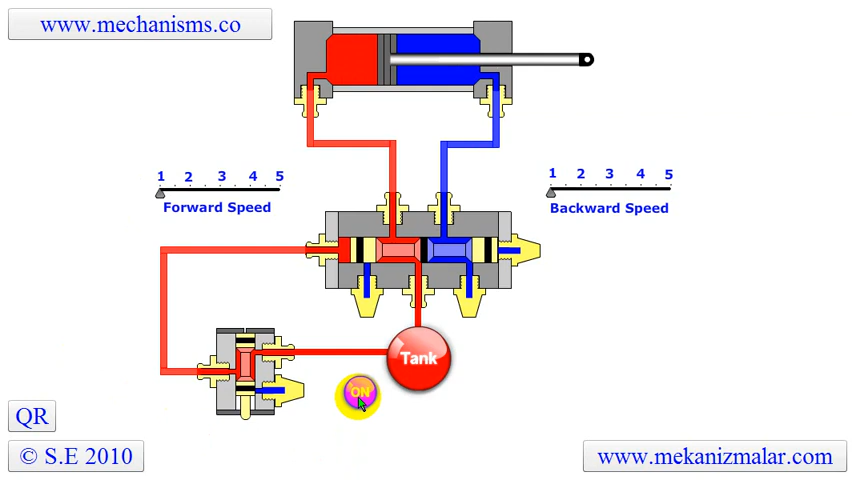 www.mechanisms.co
1 2 3 4 5
Forward Speed
1 2 3 4 5
Backward Speed
Tank
ON
QR
© S.E 2010
www.mekanizmalar.com